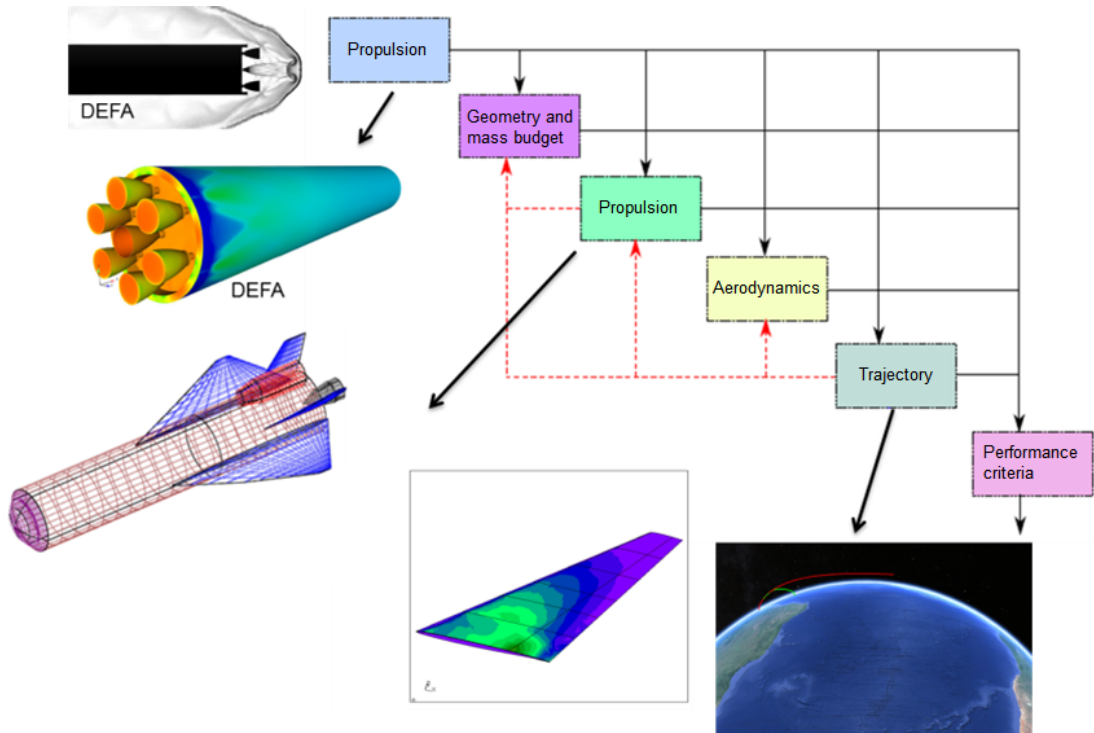 Propulsion
DEFA
Geometry and
mass budget
Propulsion
DEFA
Aerodynamics
Trajectory
Performance
criteria